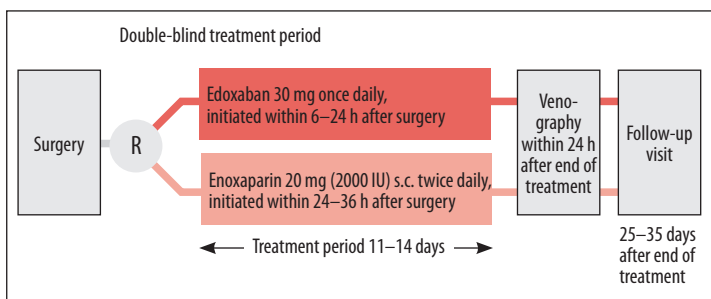 Double-blind treatment period
Surgery
R
Edoxaban 30 mg once daily,
initiated within 6–24 h after surgery
Enoxaparin 20 mg (2000 IU) s.c. twice daily,
initiated within 24–36 h after surgery
Treatment period 11–14 days
Veno-
graphy
within 24 h
after end of
treatment
Follow-up
visit
25–35 days
after end of
treatment